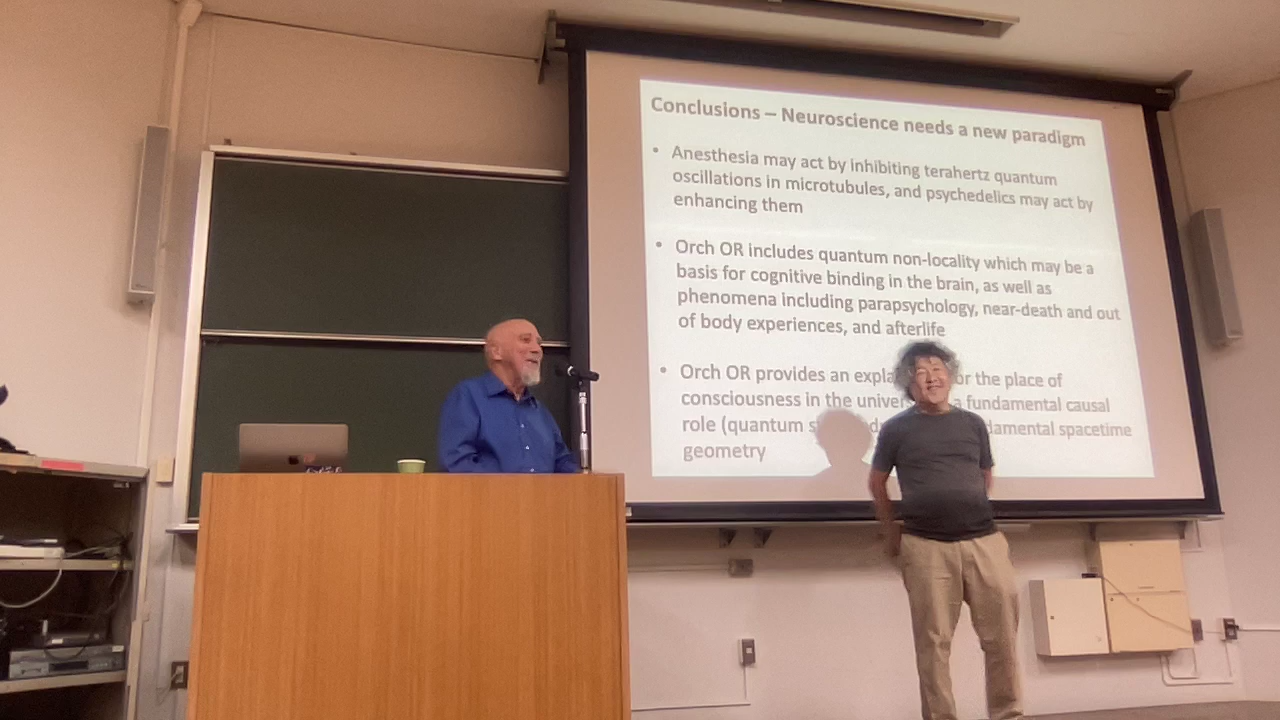 Conclusions – Neuroscience needs a new paradigm
• Anesthesia may act by inhibiting terahertz quantum
oscillations in microtubules, and psychedelics may act by
enhancing them
• Orch OR includes quantum non-locality which may be a
basis for cognitive binding in the brain, as well as
phenomena including parapsychology, near-death and out
of body experiences, and afterlife
• Orch OR provides an the place of
consciousness in the a fundamental causal
role (quantum spacetime
geometry